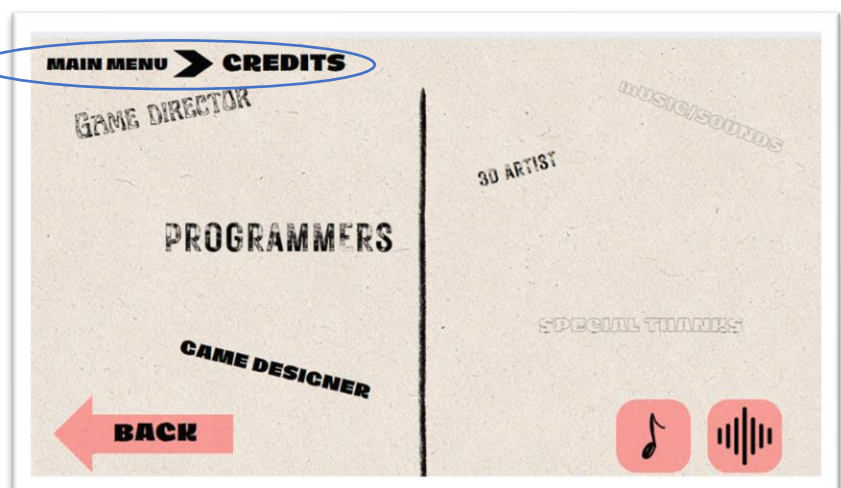 MAIN MENU > CREDITS
GAME DIRECTOR
PROGRAMMERS
GAME DESIGNER
BACK
MUSIC/SOUNDS
3D ARTIST
SPECIAL THANKS